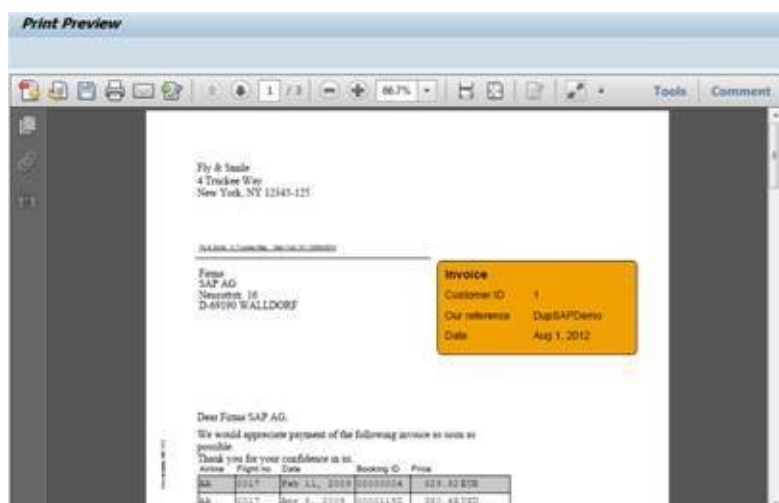 Print Preview
1 / 3
66.7%
Tools
Comment
Fly & Smile
4 Truckee Way
New York, NY 12345-125
Firma
SAP AG
Neurottstr. 16
D-69190 WALLDORF
Invoice
Customer ID 1
Our reference DupSAPDemo
Date Aug 1, 2012
Dear Firma SAP AG,
We would appreciate payment of the following invoice as soon as
possible.
Thank you for your confidence in us.
Airline Flight no Date Booking ID Price
AA 0017 Feb 11, 2009 EUR
AA 0017